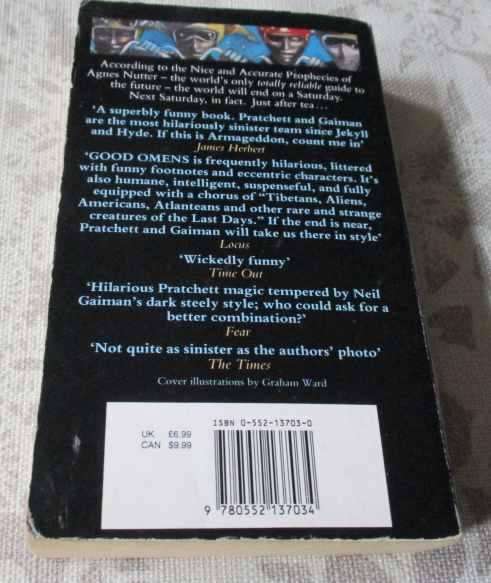 According to the Nice and Accurate Prophecies of
Agnes Nutter – the world's only totally reliable guide to
the future – the world will end on a Saturday.
Next Saturday, in fact. Just after tea...
'A superbly funny book. Pratchett and Gaiman
are the most hilariously sinister team since Jekyll
and Hyde. If this is Armageddon, count me in'
James Herbert
'GOOD OMENS is frequently hilarious, littered
with funny footnotes and eccentric characters. It's
also humane, intelligent, suspenseful, and fully
equipped with a chorus of "Tibetans, Aliens,
Americans, Atlanteans and other rare and strange
creatures of the Last Days." If the end is near,
Pratchett and Gaiman will take us there in style'
Locus
'Wickedly funny'
Time Out
'Hilarious Pratchett magic tempered by Neil
Gaiman's dark steely style; who could ask for a
better combination?'
Fear
'Not quite as sinister as the authors' photo'
The Times
Cover illustrations by Graham Ward
UK £6.99
CAN $9.99
ISBN 0-552-13703-0
9 780552 137034